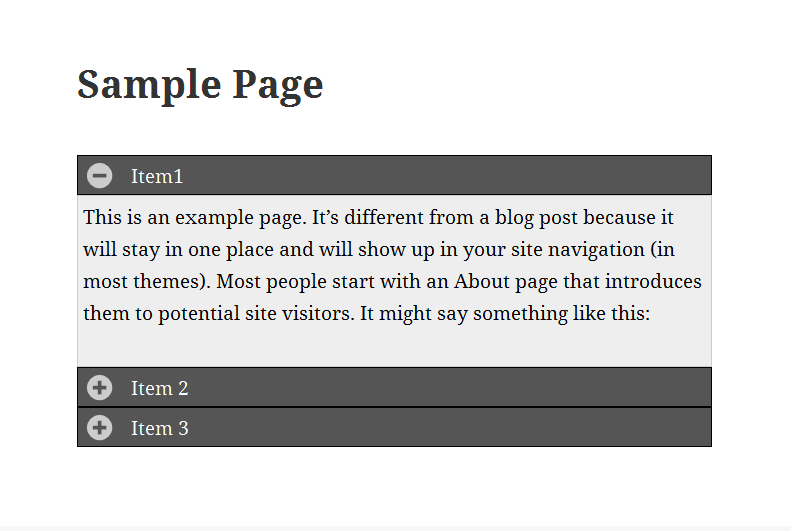 Sample Page
Item1
This is an example page. It’s different from a blog post because it
will stay in one place and will show up in your site navigation (in
most themes). Most people start with an About page that introduces
them to potential site visitors. It might say something like this:
Item 2
Item 3